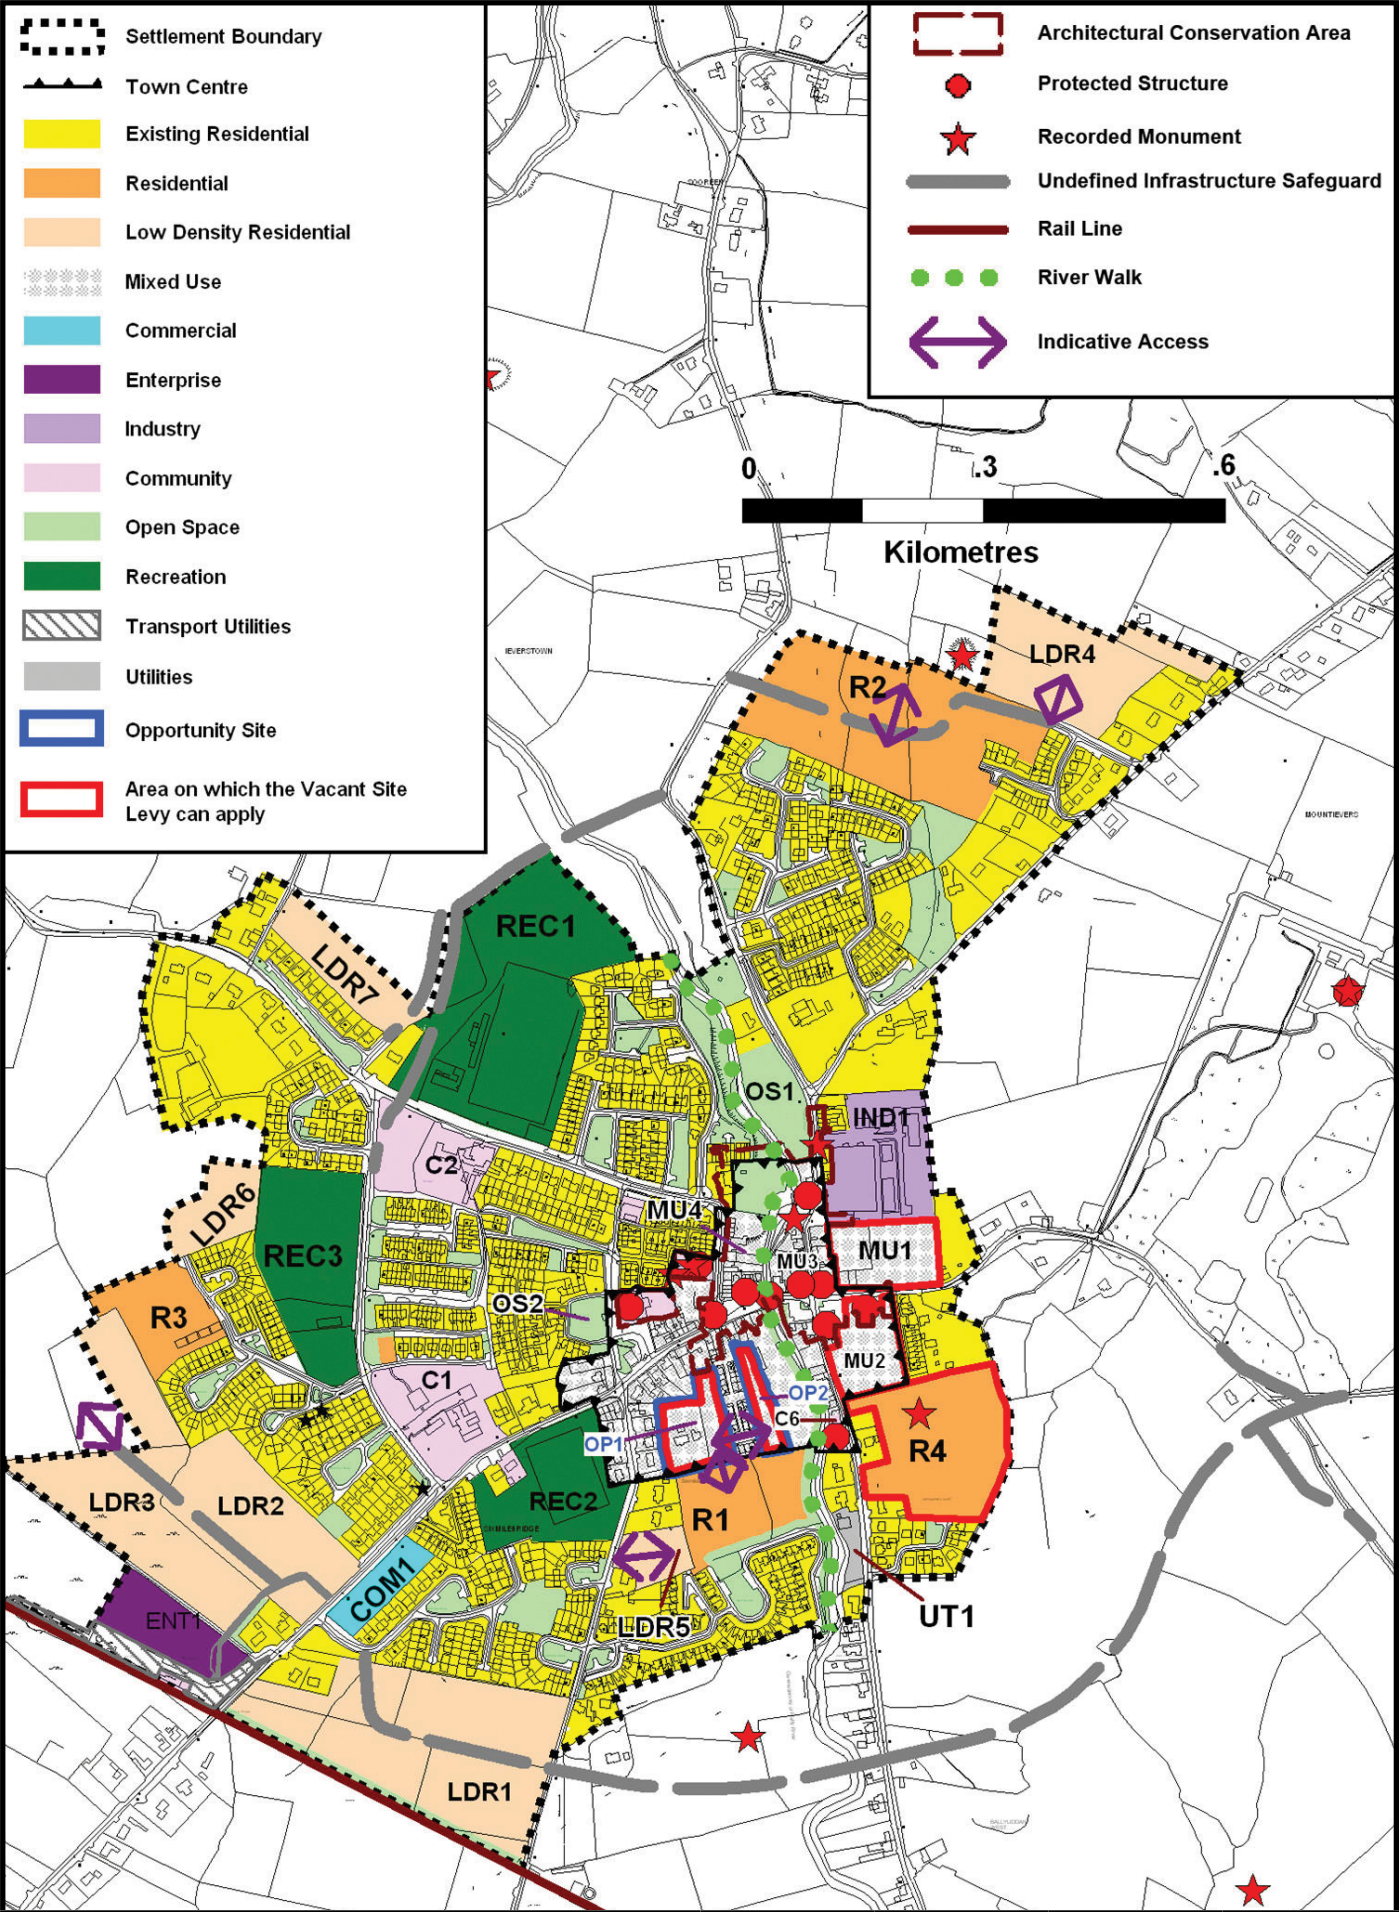 Settlement Boundary
Town Centre
Existing Residential
Residential
Low Density Residential
Mixed Use
Commercial
Enterprise
Industry
Community
Open Space
Recreation
Transport Utilities
Utilities
Opportunity Site
Area on which the Vacant Site
Levy can apply
Architectural Conservation Area
Protected Structure
Recorded Monument
Undefined Infrastructure Safeguard
Rail Line
River Walk
Indicative Access
0 .3 .6
Kilometres
IEVERSTOWN
LDR4
R2
MOUNTIEVERS
REC1
LDR7
OS1
IND1
C2
LDR6
MU4
MU1
REC3
MU3
OS2
R3
MU2
C1
OP2
C6
OP1
R4
LDR3
LDR2
REC2
R1
COM1
ENT1
LDR5
UT1
LDR1